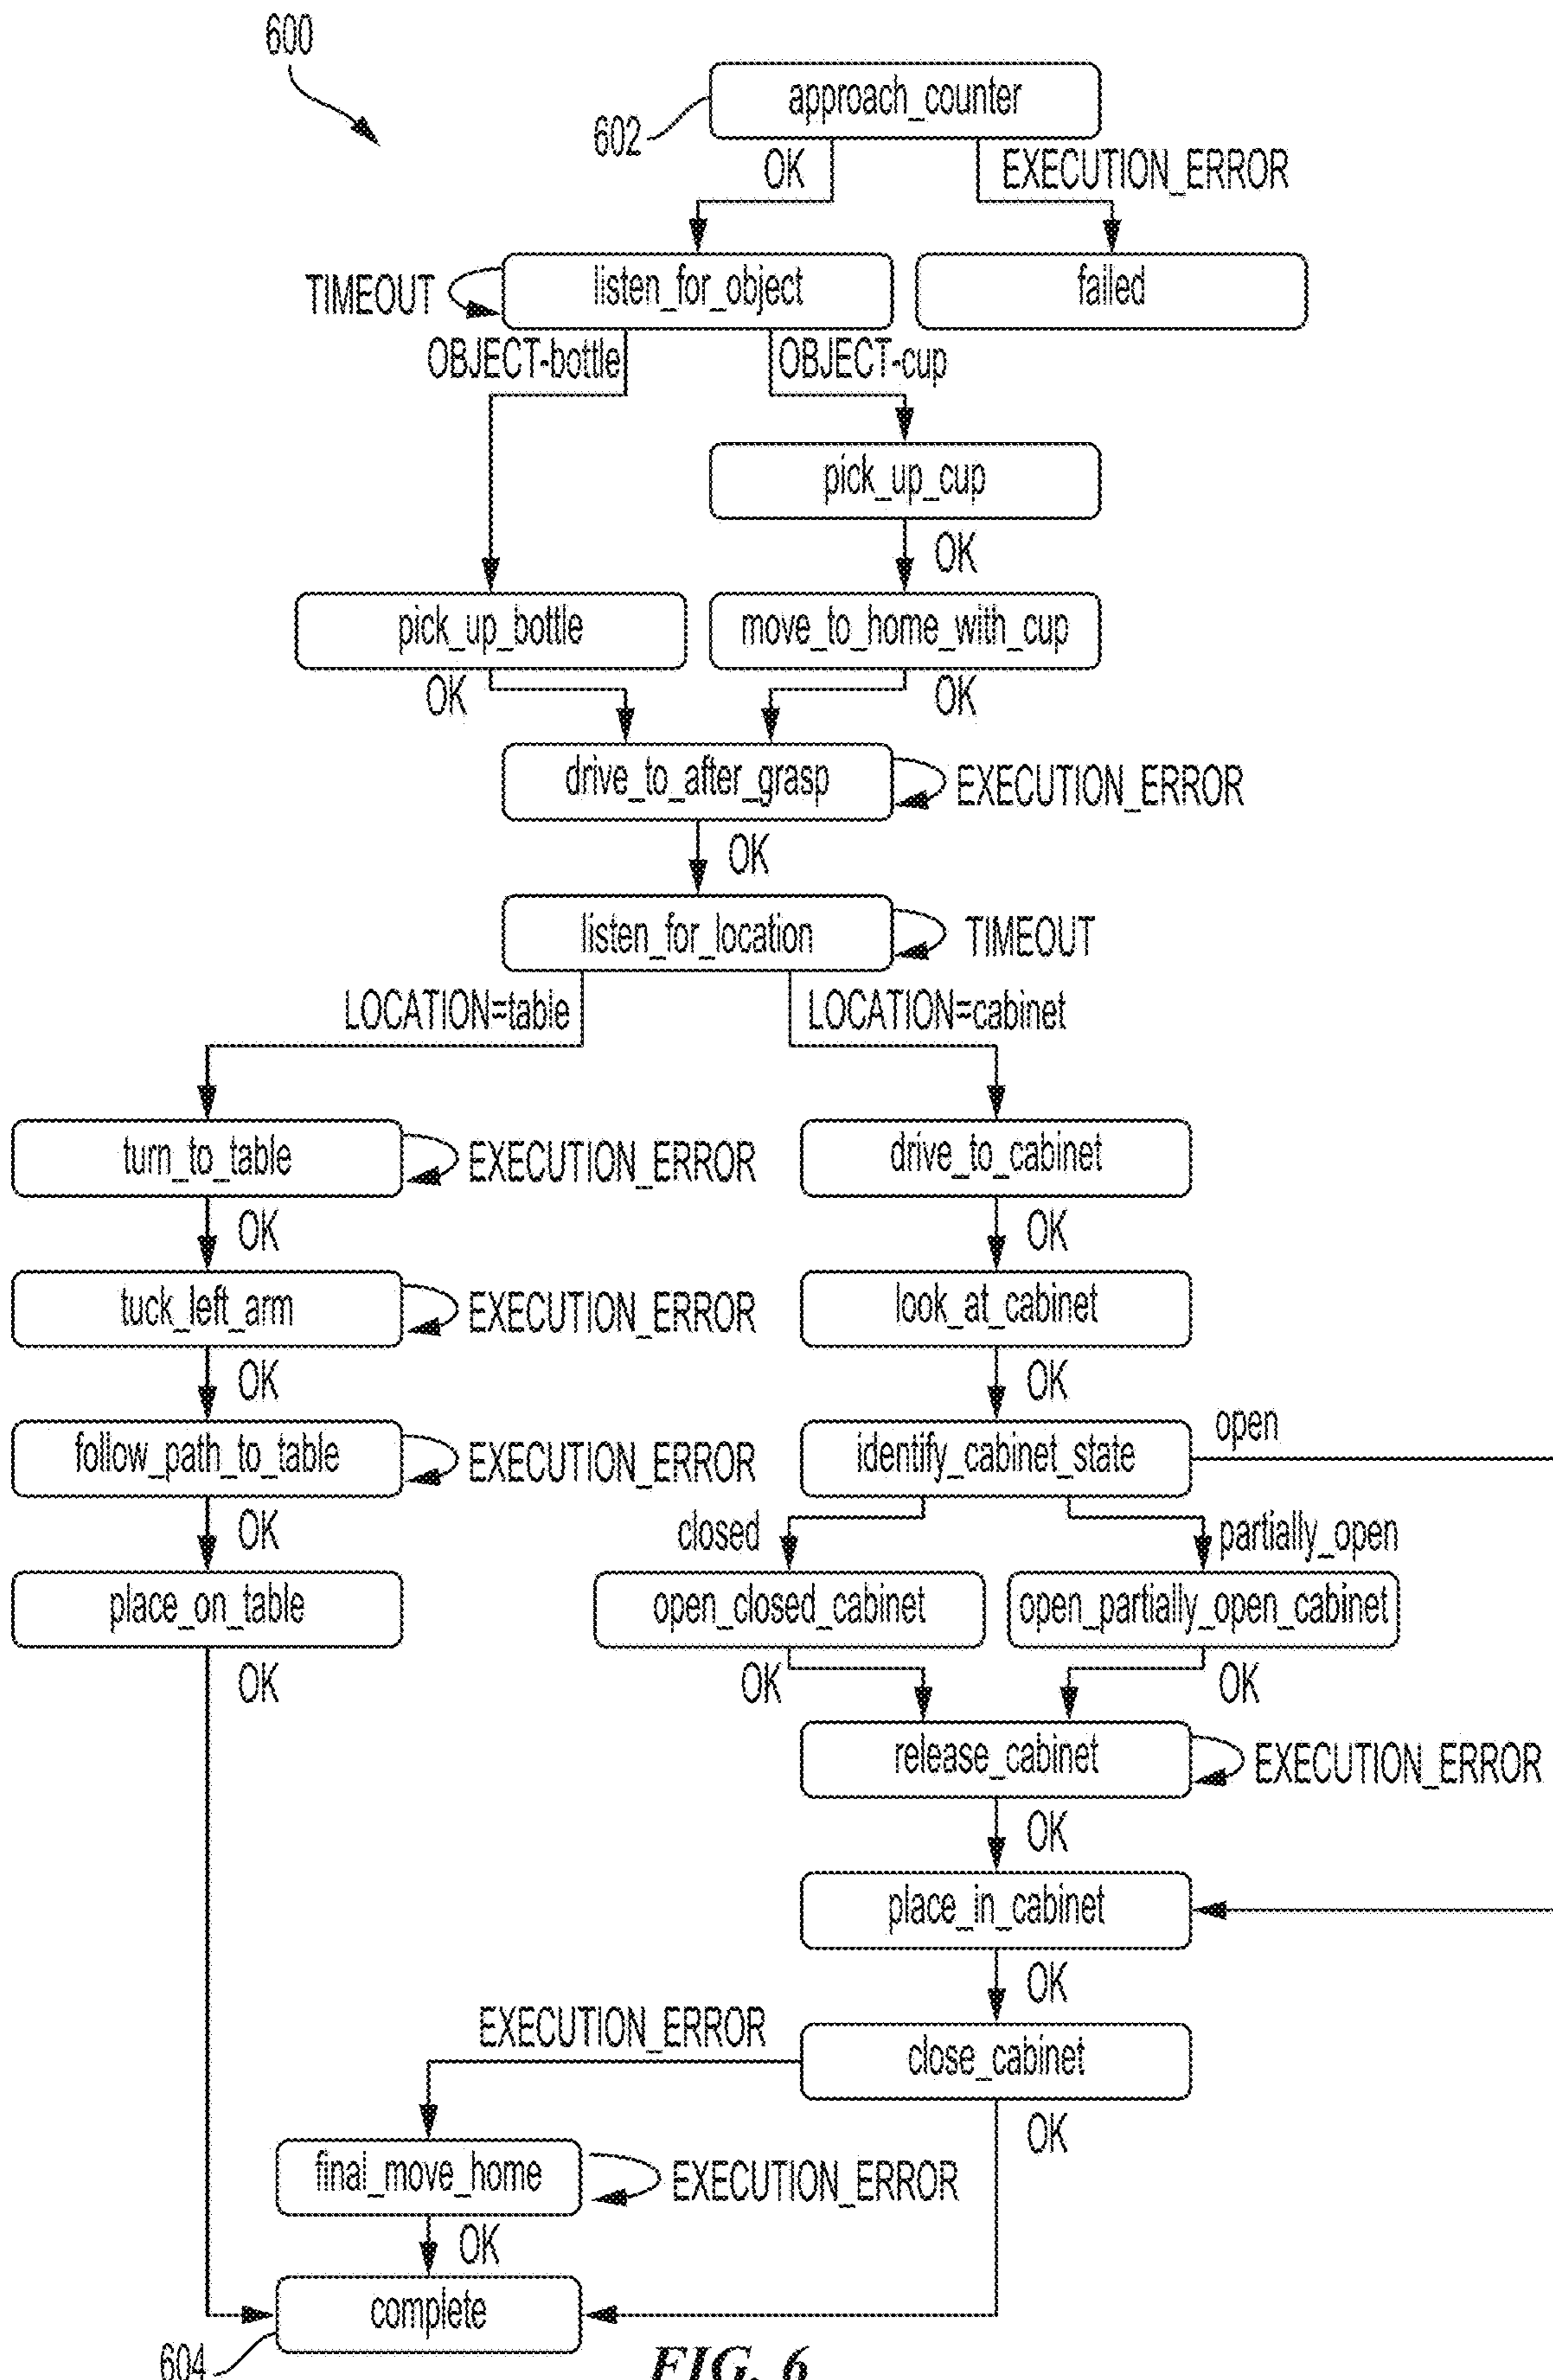 600
approach_counter
602
OK
EXECUTION_ERROR
TIMEOUT
listen_for_object
failed
OBJECT-bottle
OBJECT-cup
pick_up_cup
OK
pick_up_bottle
move_to_home_with_cup
OK
OK
drive_to_after_grasp
EXECUTION_ERROR
OK
listen_for_location
TIMEOUT
LOCATION=table
LOCATION=cabinet
turn_to_table
EXECUTION_ERROR
drive_to_cabinet
OK
OK
tuck_left_arm
EXECUTION_ERROR
look_at_cabinet
OK
OK
follow_path_to_table
EXECUTION_ERROR
identify_cabinet_state
open
OK
closed
partially_open
place_on_table
open_closed_cabinet
open_partially_open_cabinet
OK
OK
OK
release_cabinet
EXECUTION_ERROR
OK
place_in_cabinet
OK
EXECUTION_ERROR
close_cabinet
OK
final_move_home
EXECUTION_ERROR
OK
complete
604
FIG. 6